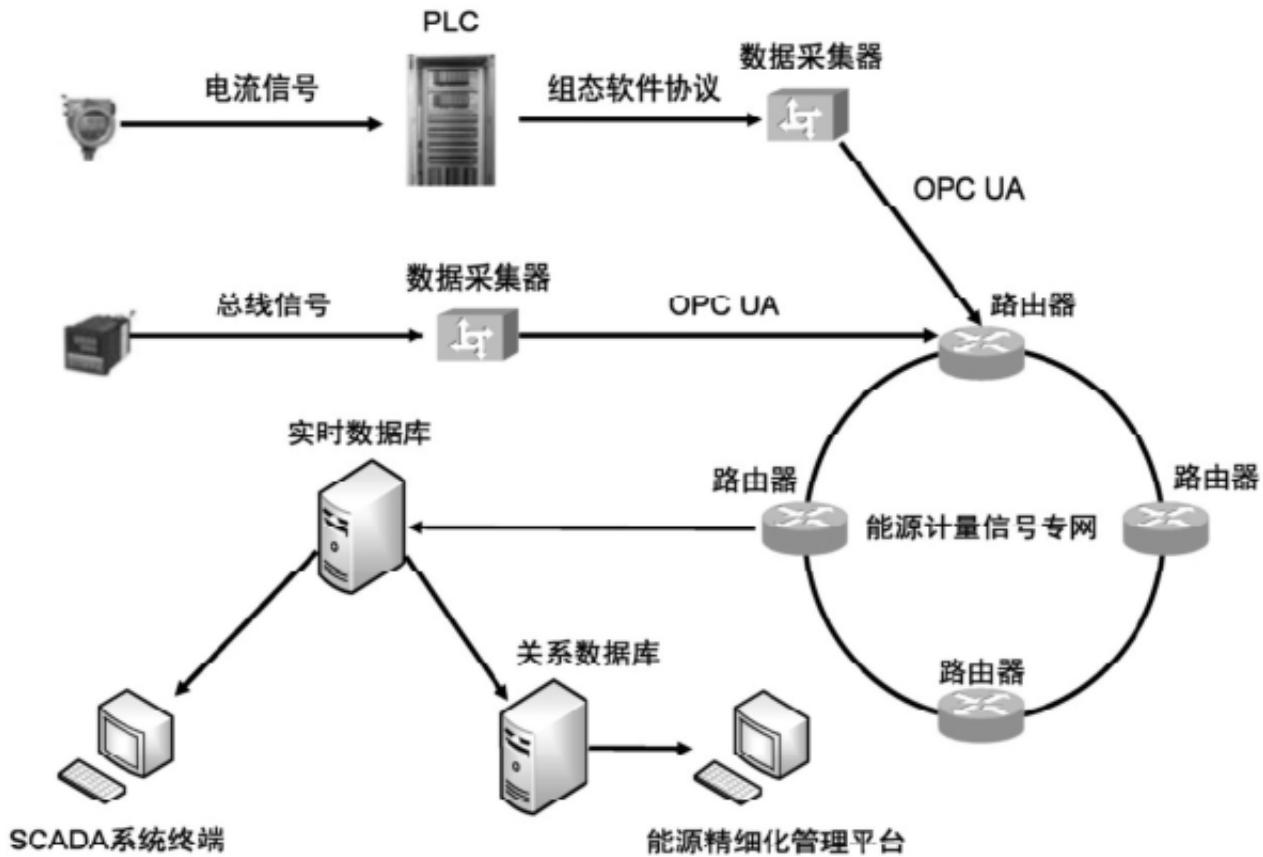 PLC
数据采集器
电流信号
组态软件协议
OPC UA
数据采集器
总线信号
OPC UA
路由器
实时数据库
路由器
路由器
能源计量信号专网
关系数据库
路由器
SCADA系统终端
能源精细化管理平台